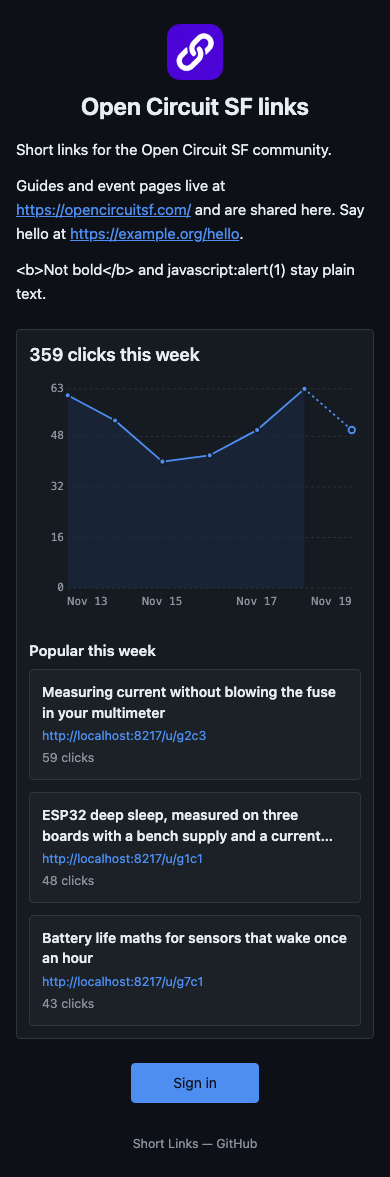 Open Circuit SF links
Short links for the Open Circuit SF community.
Guides and event pages live at
https://opencircuitsf.com/ and are shared here. Say
hello at https://example.org/hello.
<b>Not bold</b> and javascript:alert(1) stay plain
text.
359 clicks this week
63
48
32
16
0
Nov 13 Nov 15 Nov 17 Nov 19
Popular this week
Measuring current without blowing the fuse
in your multimeter
http://localhost:8217/u/g2c3
59 clicks
ESP32 deep sleep, measured on three
boards with a bench supply and a current...
http://localhost:8217/u/g1c1
48 clicks
Battery life maths for sensors that wake once
an hour
http://localhost:8217/u/g7c1
43 clicks
Sign in
Short Links — GitHub